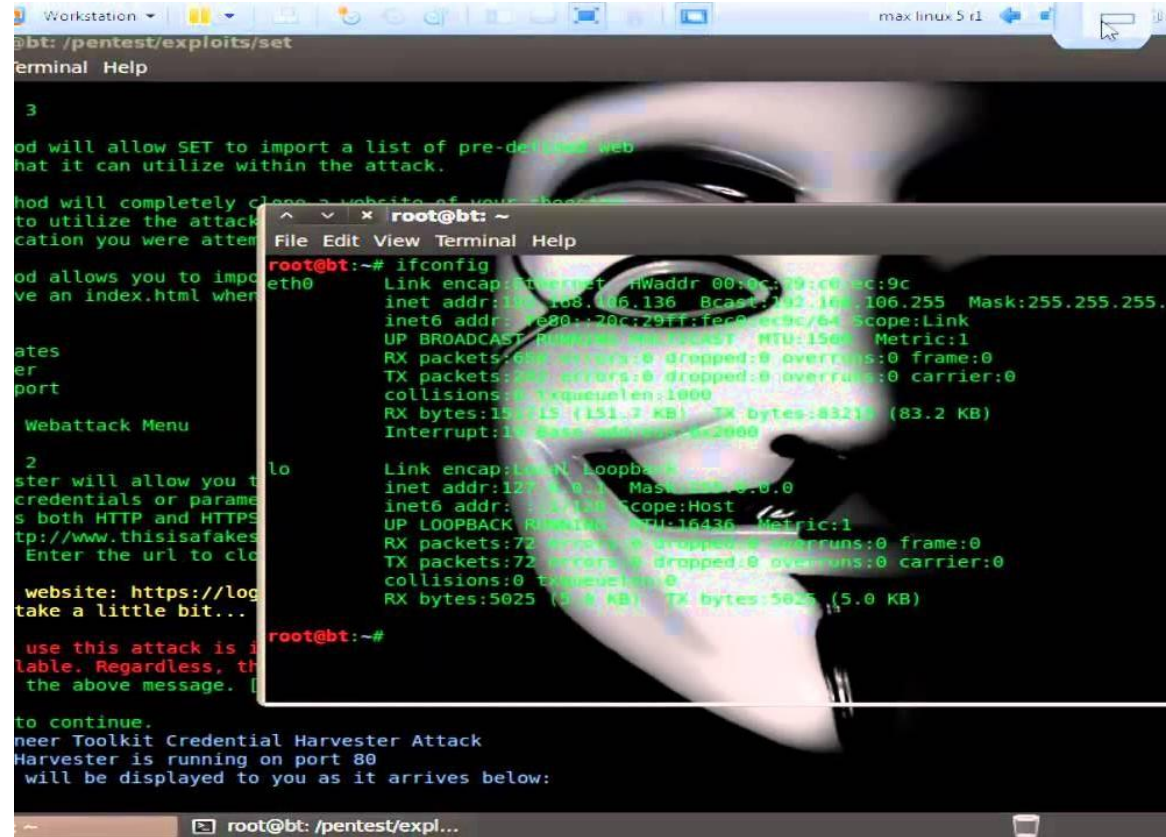 Workstation
max linux 5 r1
@bt: /pentest/exploits/set
Terminal Help
3
od will allow SET to import a list of pre-defined web
hat it can utilize within the attack.
hod will completely clone a website of your choosing
to utilize the attack
cation you were attem
od allows you to impo
ve an index.html when
ates
er
port
Webattack Menu
2
ster will allow you t
credentials or parame
s both HTTP and HTTPS
tp://www.thisisafakes
Enter the url to clo
website: https://log
take a little bit...
use this attack is i
lable. Regardless, th
the above message. [
to continue.
neer Toolkit Credential Harvester Attack
Harvester is running on port 80
will be displayed to you as it arrives below:
root@bt: ~
File Edit View Terminal Help
root@bt:~# ifconfig
eth0 Link encap:Ethernet HWaddr 00:0c:29:c0:ec:9c
inet addr:192.168.106.136 Bcast:192.168.106.255 Mask:255.255.255.
inet6 addr: fe80::20c:29ff:fec0:ec9c/64 Scope:Link
UP BROADCAST RUNNING MULTICAST MTU:1500 Metric:1
RX errors:0 dropped:0 overruns:0 frame:0
TX errors:0 dropped:0 overruns:0 carrier:0
collisions:0 txqueuelen:1000
RX (151.7 KB) TX (83.2 KB)
Base
lo Link encap:Local Loopback
inet addr:127.0.0.1 Mask:255.0.0.0
inet6 addr: ::1/128 Scope:Host
UP LOOPBACK RUNNING MTU:16436 Metric:1
RX packets:72 errors:0 dropped:0 overruns:0 frame:0
TX packets:72 errors:0 dropped:0 overruns:0 carrier:0
collisions:0 txqueuelen:0
RX bytes:5025 (5.0 KB) TX bytes:5025 (5.0 KB)
root@bt:~#
root@bt: /pentest/expl...